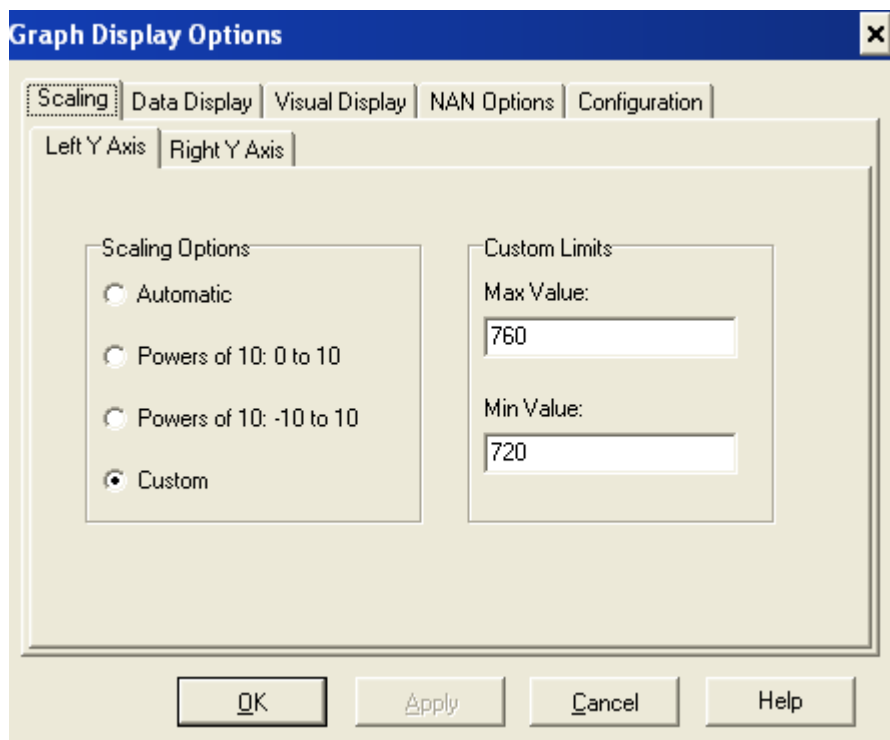 Graph Display Options
Scaling Data Display Visual Display NAN Options Configuration
Left Y Axis Right Y Axis
Scaling Options
Automatic
Powers of 10: 0 to 10
Powers of 10: -10 to 10
Custom
Custom Limits
Max Value:
760
Min Value:
720
OK Apply Cancel Help